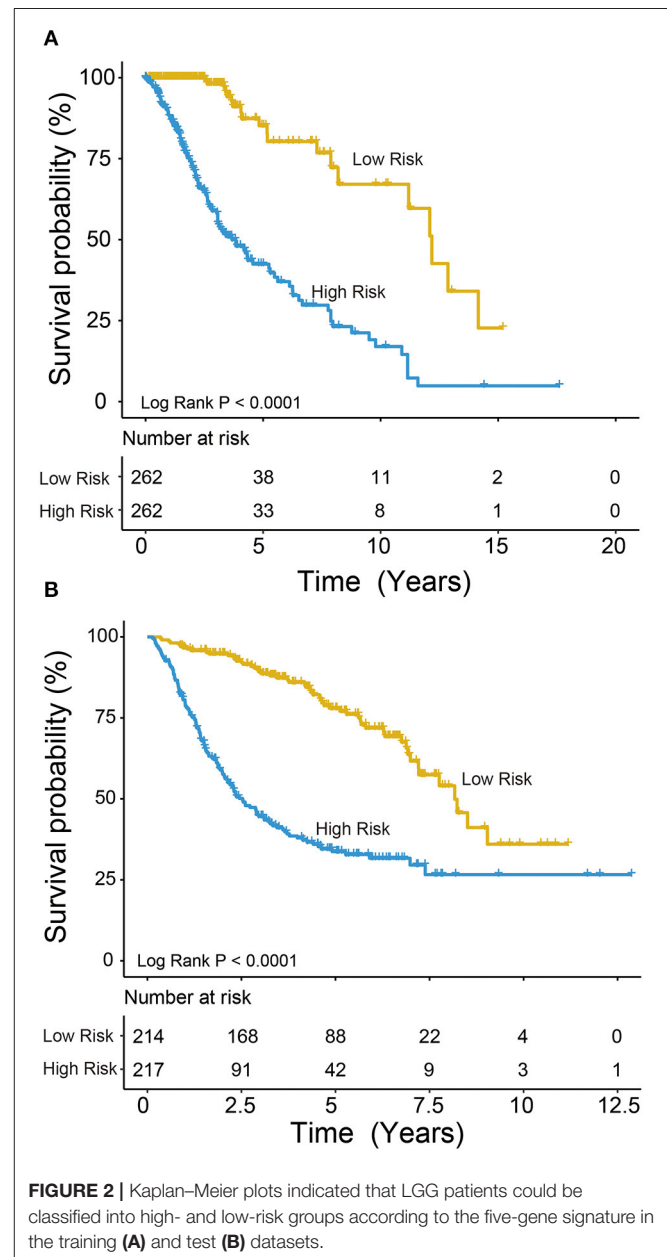 A
Survival probability (%)
100
75
50
25
0
Low Risk
High Risk
Log Rank P < 0.0001
Number at risk
Low Risk 262 38 11 2 0
High Risk 262 33 8 1 0
0 5 10 15 20
Time (Years)
B
Survival probability (%)
100
75
50
25
0
Low Risk
High Risk
Log Rank P < 0.0001
Number at risk
Low Risk 214 168 88 22 4 0
High Risk 217 91 42 9 3 1
0 2.5 5 7.5 10 12.5
Time (Years)
FIGURE 2 | Kaplan–Meier plots indicated that LGG patients could be
classified into high- and low-risk groups according to the five-gene signature in
the training (A) and test (B) datasets.